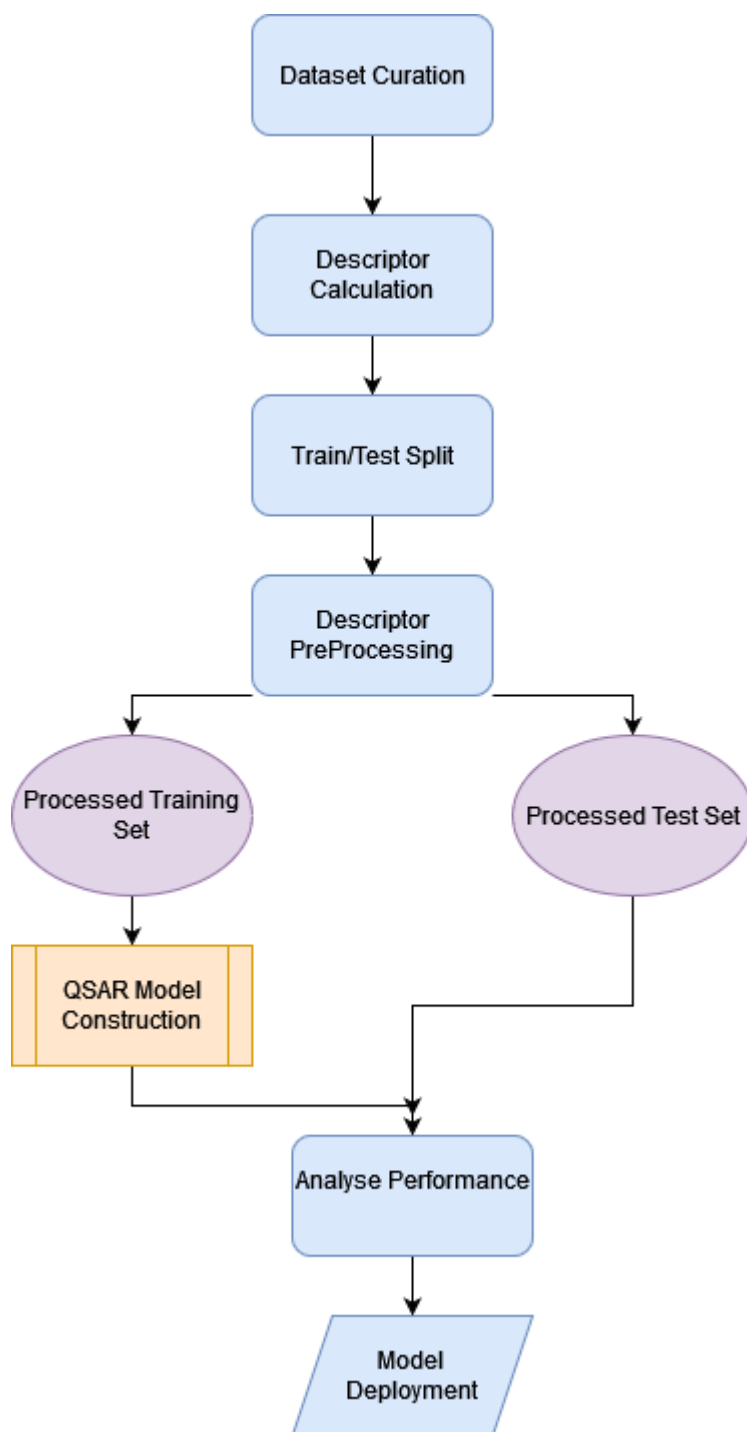 Dataset Curation
Descriptor
Calculation
Train/Test Split
Descriptor
PreProcessing
Processed Training
Set
Processed Test Set
QSAR Model
Construction
Analyse Performance
Model
Deployment